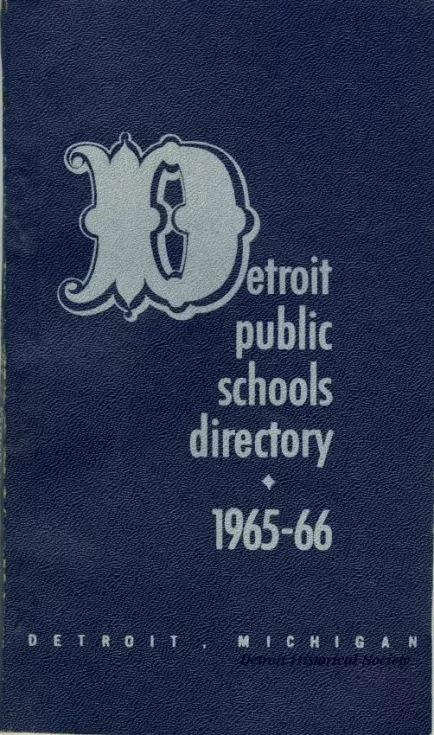 Detroit
public
schools
directory
1965-66
DETROIT, MICHIGAN
Detroit Historical Society